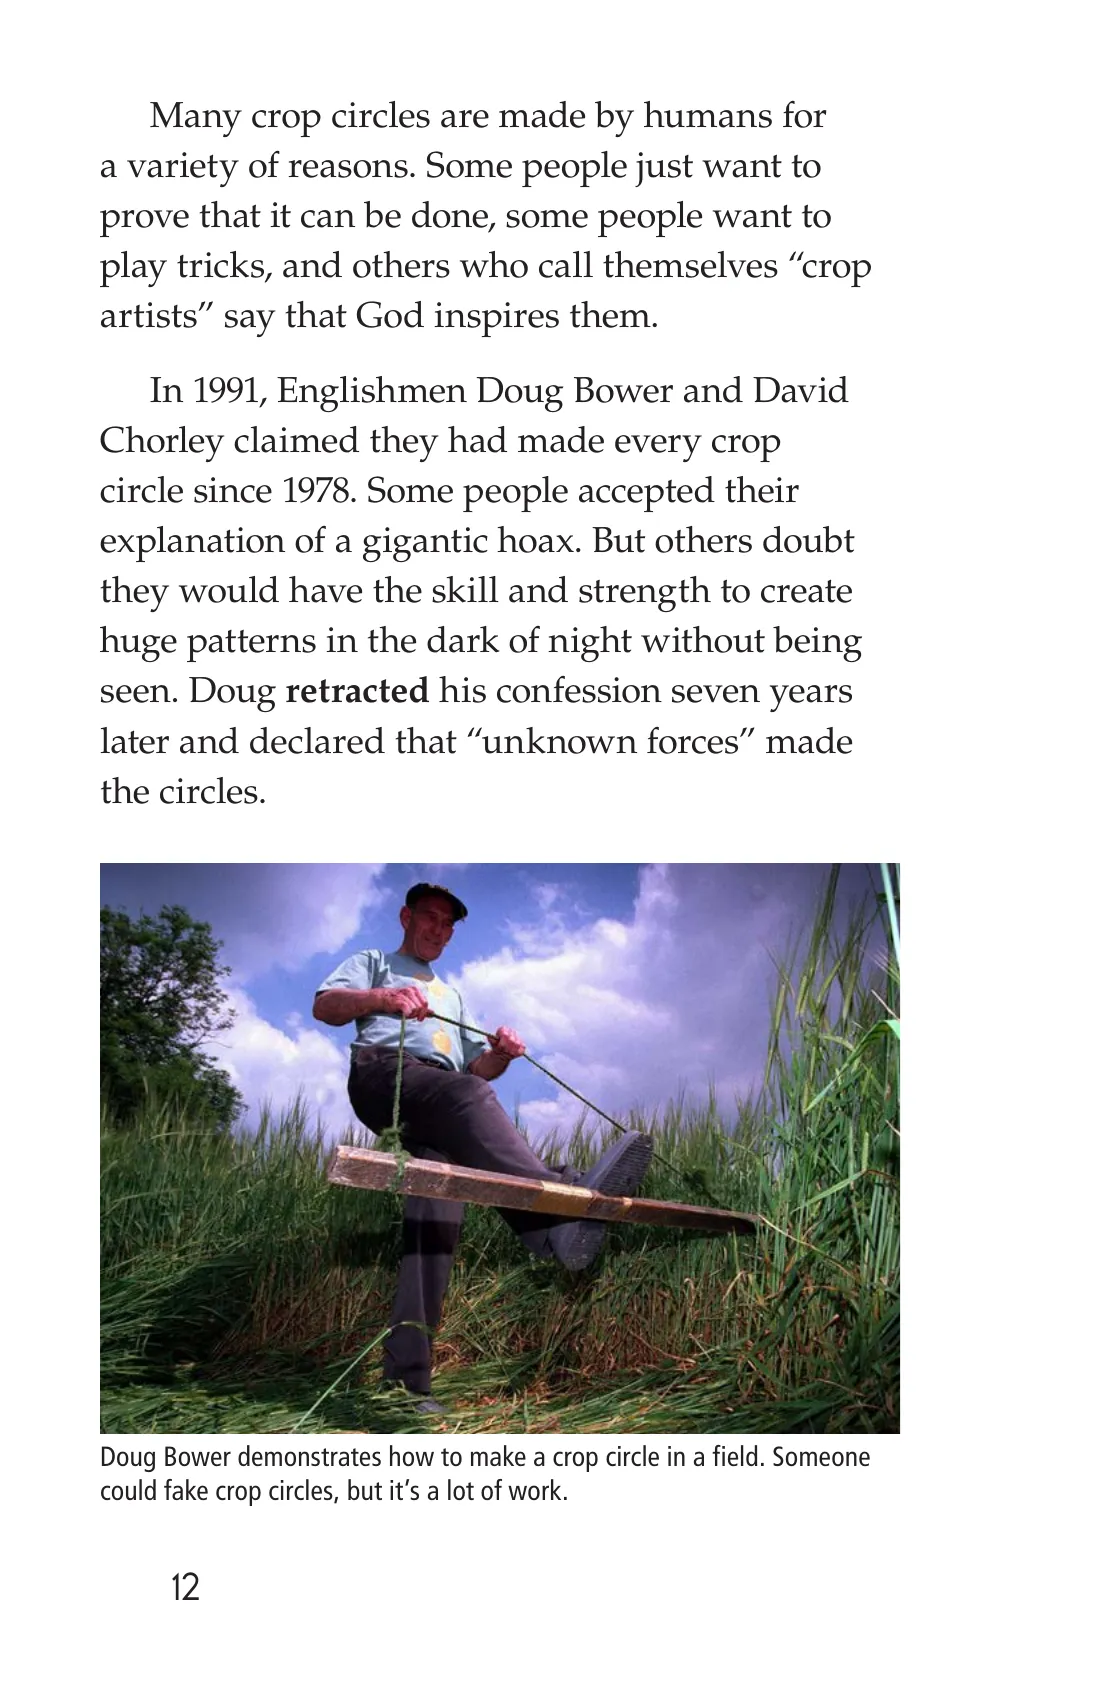 Many crop circles are made by humans for
a variety of reasons. Some people just want to
prove that it can be done, some people want to
play tricks, and others who call themselves “crop
artists” say that God inspires them.
In 1991, Englishmen Doug Bower and David
Chorley claimed they had made every crop
circle since 1978. Some people accepted their
explanation of a gigantic hoax. But others doubt
they would have the skill and strength to create
huge patterns in the dark of night without being
seen. Doug retracted his confession seven years
later and declared that “unknown forces” made
the circles.
Doug Bower demonstrates how to make a crop circle in a field. Someone
could fake crop circles, but it’s a lot of work.
12